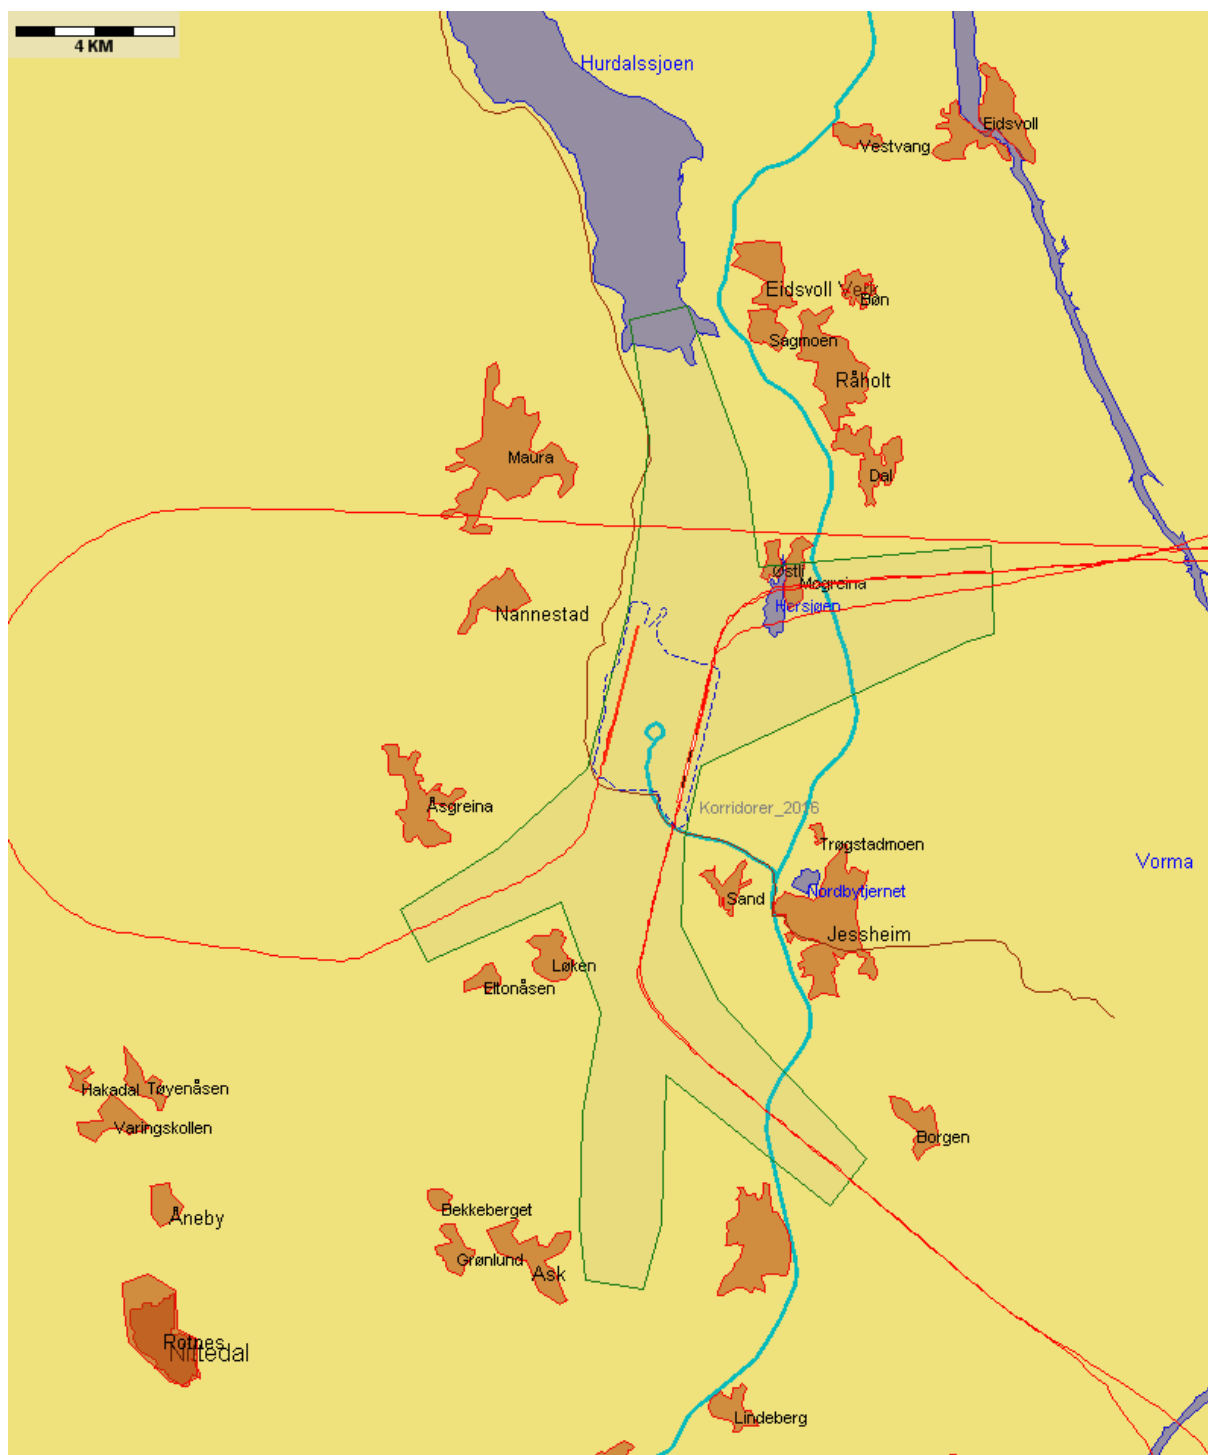 4 KM
Hurdalssjoen
Eidsvoll
Vestvang
Eidsvoll Verk
Bøn
Sagmoen
Råholt
Maura
Dal
Østli
Mogreina
Hersjøen
Nannestad
Åsgreina
Korridorer_2016
Trøgstadmoen
Vorma
Nordbytjernet
Sand
Jessheim
Løken
Eltonåsen
Hakadal
Tøyenåsen
Varingskollen
Borgen
Åneby
Bekkeberget
Grønlund
Ask
Rotnes
Nittedal
Lindeberg